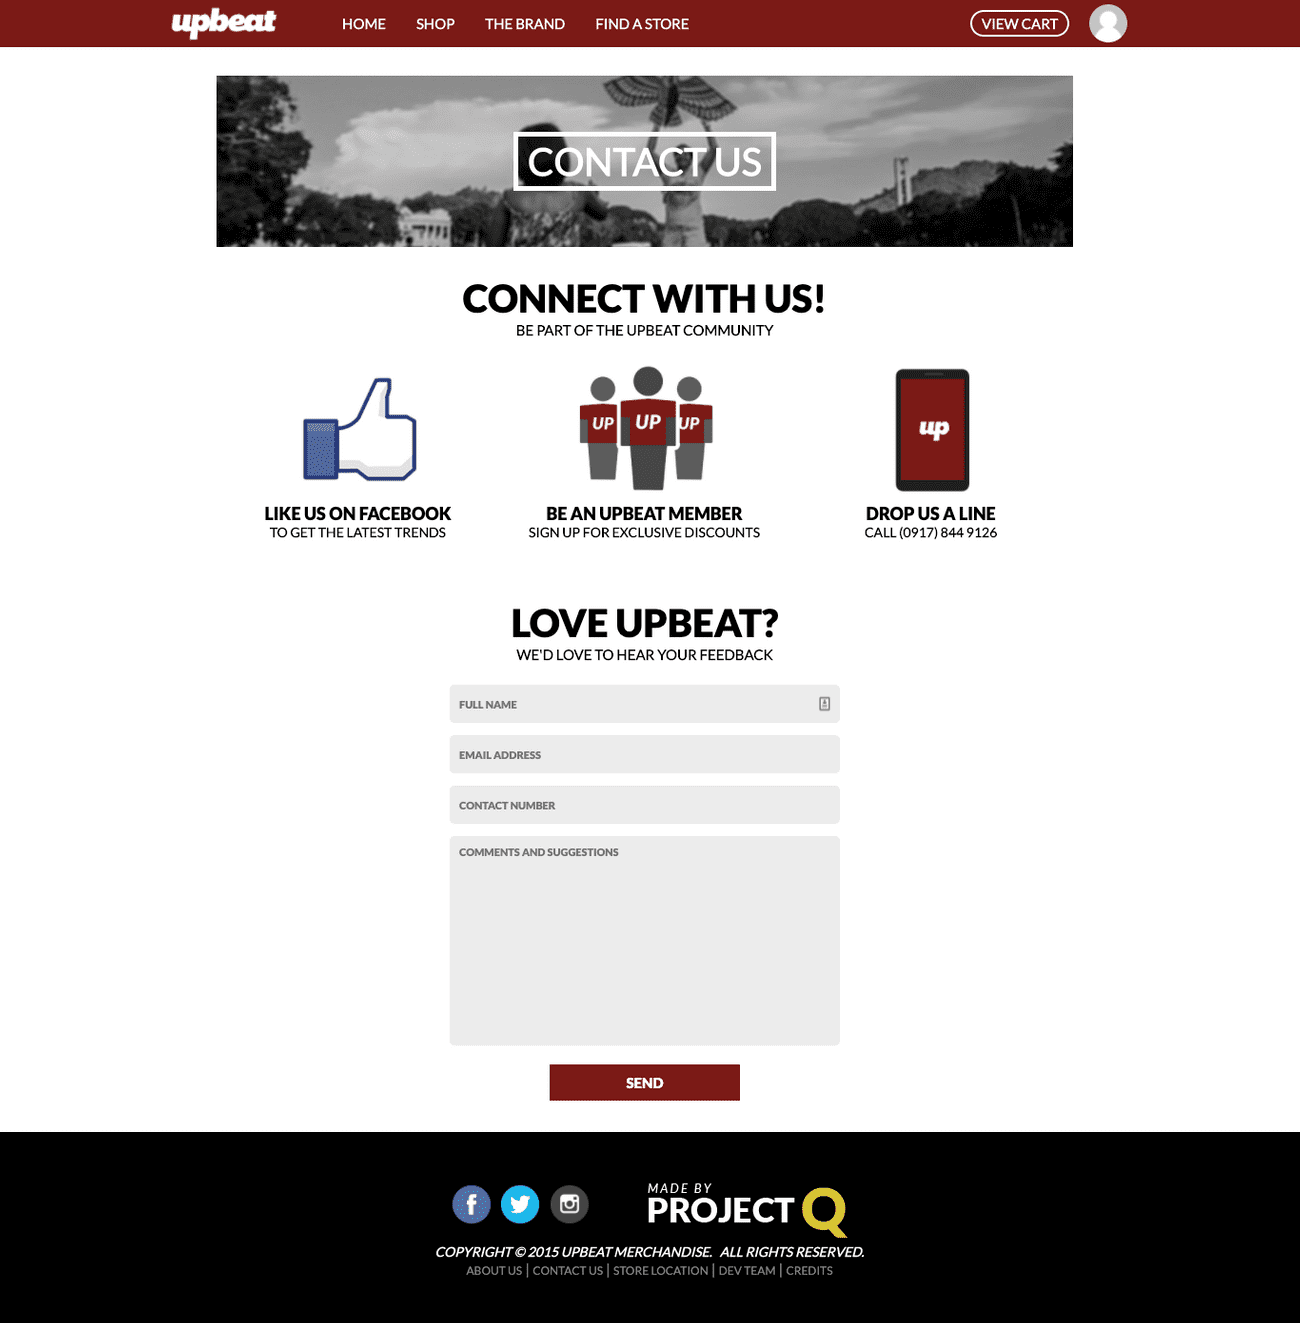 upbeat HOME SHOP THE BRAND FIND A STORE VIEW CART
CONTACT US
CONNECT WITH US!
BE PART OF THE UPBEAT COMMUNITY
UP UP UP up
LIKE US ON FACEBOOK BE AN UPBEAT MEMBER DROP US A LINE
TO GET THE LATEST TRENDS SIGN UP FOR EXCLUSIVE DISCOUNTS CALL (0917) 844 9126
LOVE UPBEAT?
WE'D LOVE TO HEAR YOUR FEEDBACK
FULL NAME
EMAIL ADDRESS
CONTACT NUMBER
COMMENTS AND SUGGESTIONS
SEND
MADE BY
f PROJECT Q
COPYRIGHT © 2015 UPBEAT MERCHANDISE. ALL RIGHTS RESERVED.
ABOUT US | CONTACT US | STORE LOCATION | DEV TEAM | CREDITS